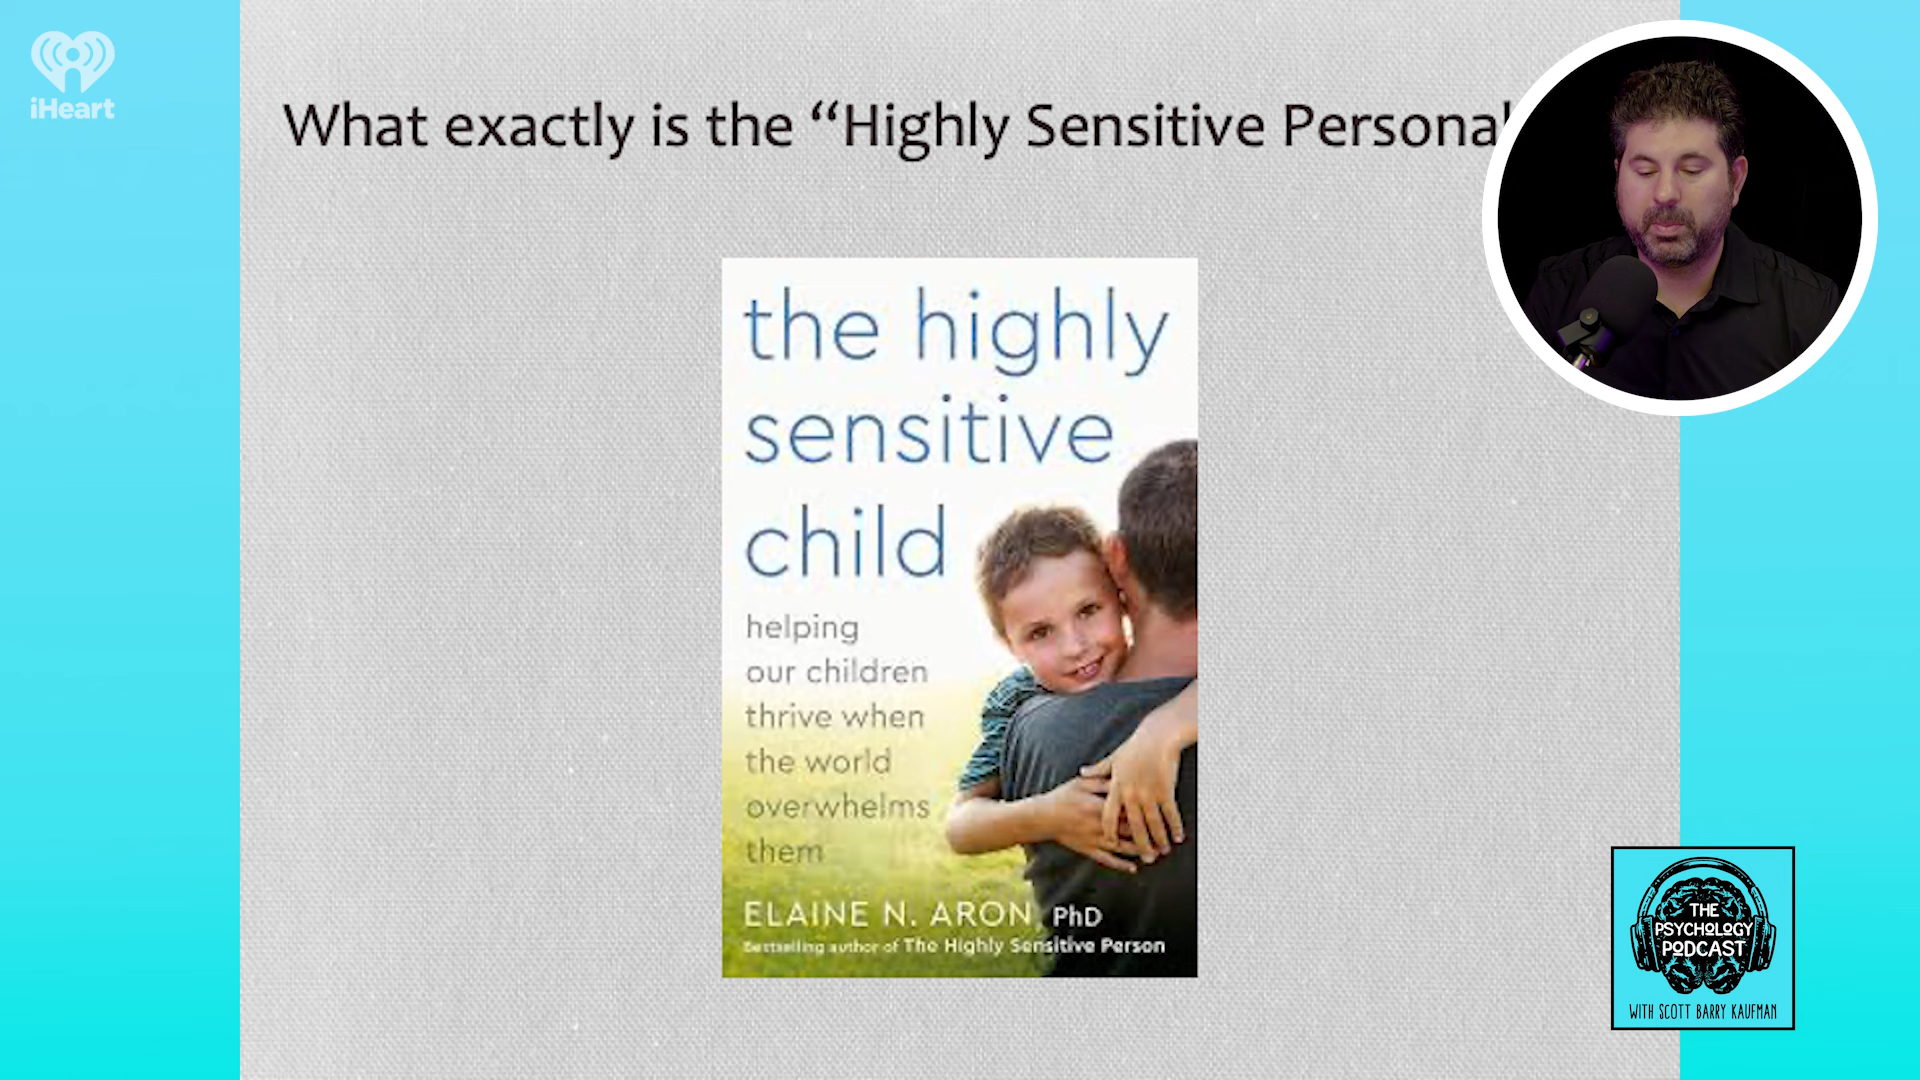 iHeart
What exactly is the “Highly Sensitive Personal
the highly
sensitive
child
helping
our children
thrive when
the world
overwhelms
them
ELAINE N. ARON, PhD
Bestselling author of The Highly Sensitive Person
THE
PSYCHOLOGY
PODCAST
WITH SCOTT BARRY KAUFMAN